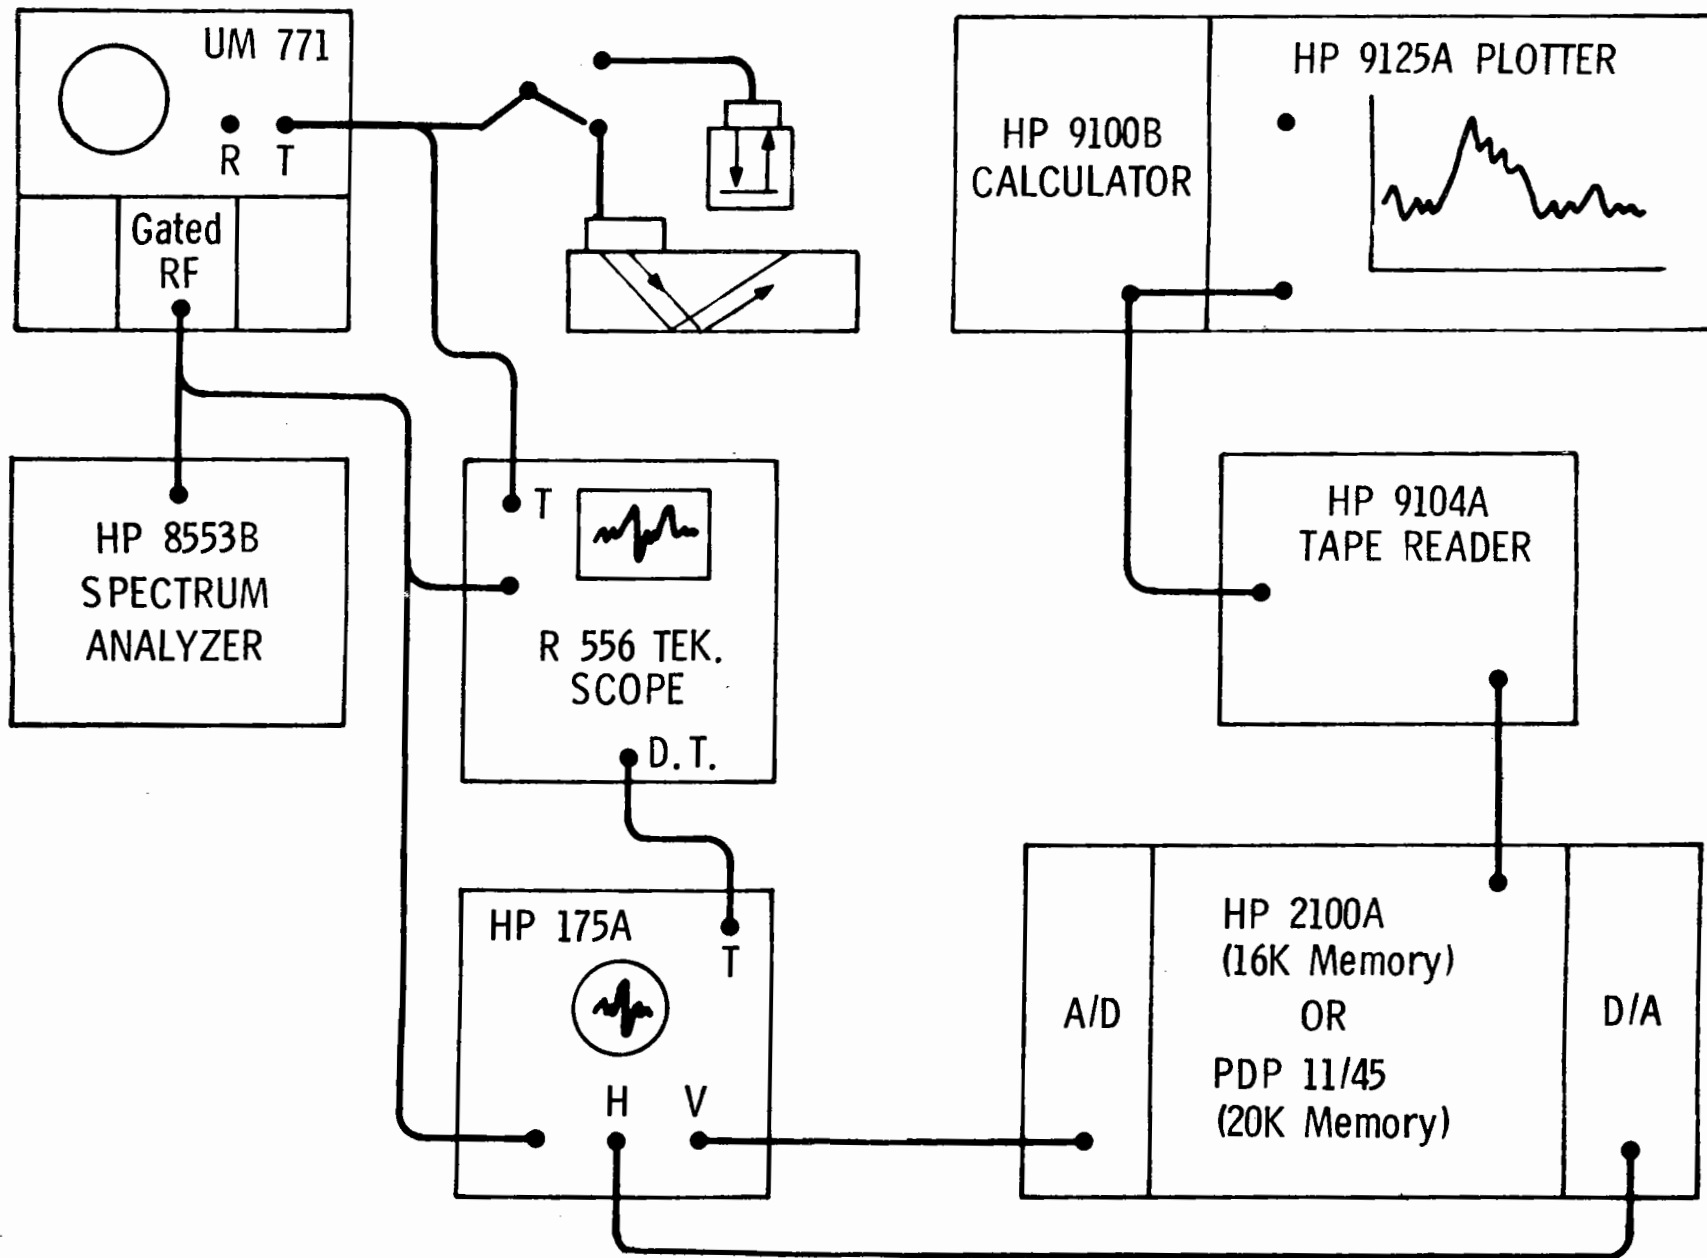 UM 771
R T
Gated
RF
HP 9100B
CALCULATOR
HP 9125A PLOTTER
HP 8553B
SPECTRUM
ANALYZER
T
R 556 TEK.
SCOPE
D.T.
HP 9104A
TAPE READER
HP 175A
T
H V
A/D
HP 2100A
(16K Memory)
OR
PDP 11/45
(20K Memory)
D/A